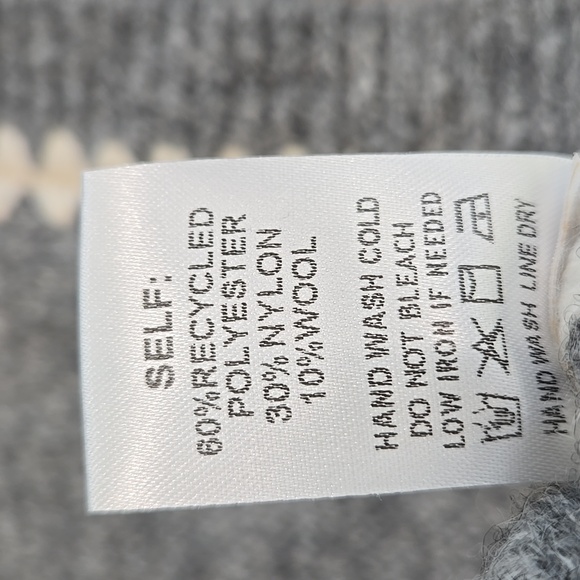 SELF:
60%RECYCLED
POLYESTER
30%NYLON
10%WOOL
HAND WASH COLD
DO NOT BLEACH
LOW IRON IF NEEDED
HAND WASH LINE DRY